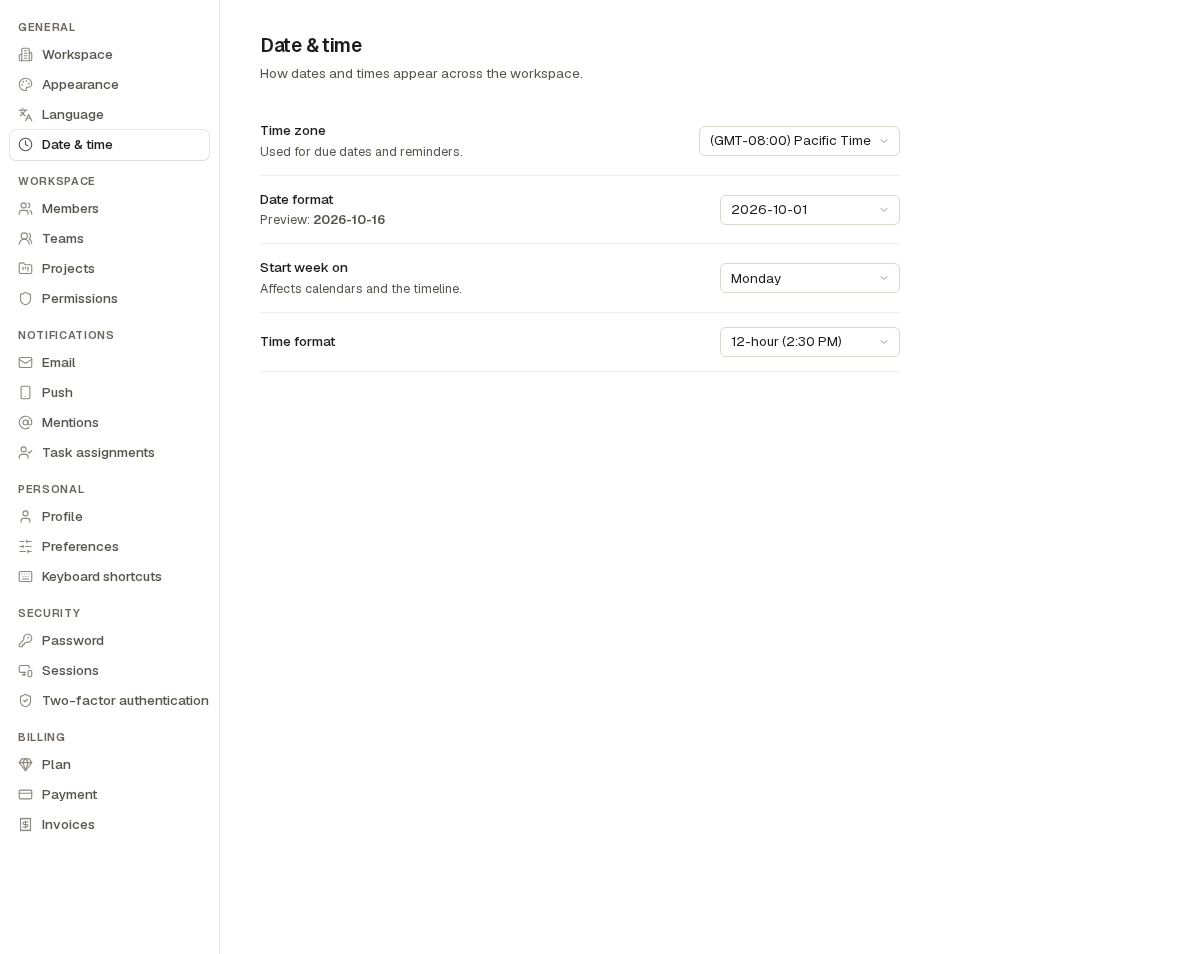 GENERAL
Workspace
Appearance
Language
Date & time
WORKSPACE
Members
Teams
Projects
Permissions
NOTIFICATIONS
Email
Push
Mentions
Task assignments
PERSONAL
Profile
Preferences
Keyboard shortcuts
SECURITY
Password
Sessions
Two-factor authentication
BILLING
Plan
Payment
Invoices
Date & time
How dates and times appear across the workspace.
Time zone
Used for due dates and reminders.
(GMT-08:00) Pacific Time
Date format
Preview: 2026-10-16
2026-10-01
Start week on
Affects calendars and the timeline.
Monday
Time format
12-hour (2:30 PM)